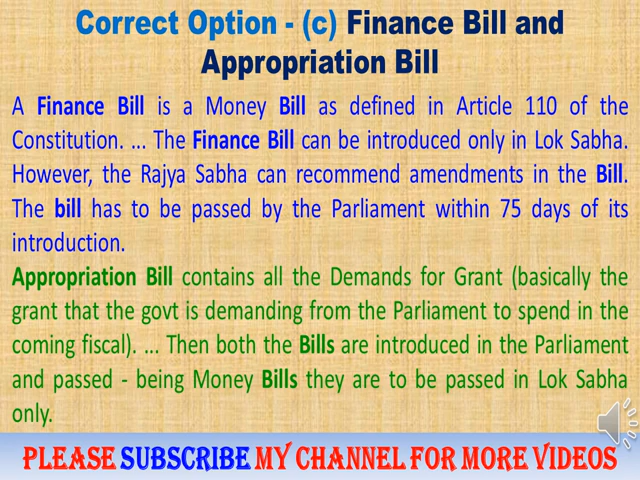 Correct Option - (c) Finance Bill and
Appropriation Bill
A Finance Bill is a Money Bill as defined in Article 110 of the
Constitution. ... The Finance Bill can be introduced only in Lok Sabha.
However, the Rajya Sabha can recommend amendments in the Bill.
The bill has to be passed by the Parliament within 75 days of its
introduction.
Appropriation Bill contains all the Demands for Grant (basically the
grant that the govt is demanding from the Parliament to spend in the
coming fiscal). ... Then both the Bills are introduced in the Parliament
and passed - being Money Bills they are to be passed in Lok Sabha
only.
PLEASE SUBSCRIBE MY CHANNEL FOR MORE VIDEOS